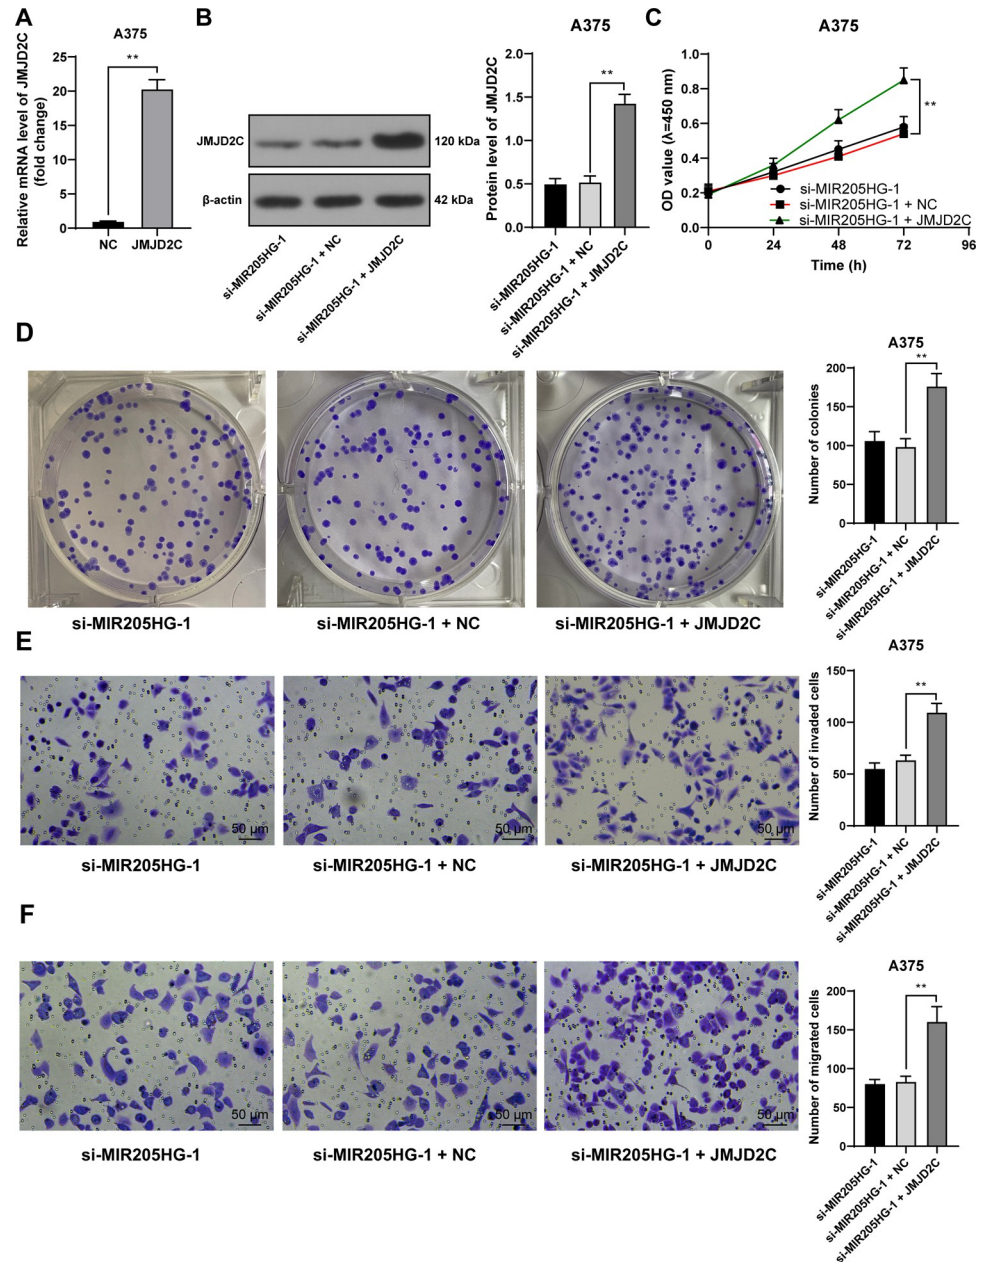 A
A375
Relative mRNA level of JMJD2C
(fold change)
25
20
15
10
5
0
**
NC
JMJD2C
B
JMJD2C
120 kDa
β-actin
42 kDa
si-MIR205HG-1
si-MIR205HG-1 + NC
si-MIR205HG-1 + JMJD2C
A375
Protein level of JMJD2C
2.0
1.5
1.0
0.5
0.0
**
si-MIR205HG-1
si-MIR205HG-1 + NC
si-MIR205HG-1 + JMJD2C
C
A375
OD value (λ=450 nm)
1.0
0.8
0.6
0.4
0.2
0.0
**
si-MIR205HG-1
si-MIR205HG-1 + NC
si-MIR205HG-1 + JMJD2C
0
24
48
72
96
Time (h)
D
si-MIR205HG-1
si-MIR205HG-1 + NC
si-MIR205HG-1 + JMJD2C
A375
Number of colonies
200
150
100
50
0
**
si-MIR205HG-1
si-MIR205HG-1 + NC
si-MIR205HG-1 + JMJD2C
E
50 μm
50 μm
50 μm
si-MIR205HG-1
si-MIR205HG-1 + NC
si-MIR205HG-1 + JMJD2C
A375
Number of invaded cells
150
100
50
0
**
si-MIR205HG-1
si-MIR205HG-1 + NC
si-MIR205HG-1 + JMJD2C
F
50 μm
50 μm
50 μm
si-MIR205HG-1
si-MIR205HG-1 + NC
si-MIR205HG-1 + JMJD2C
A375
Number of migrated cells
200
150
100
50
0
**
si-MIR205HG-1
si-MIR205HG-1 + NC
si-MIR205HG-1 + JMJD2C